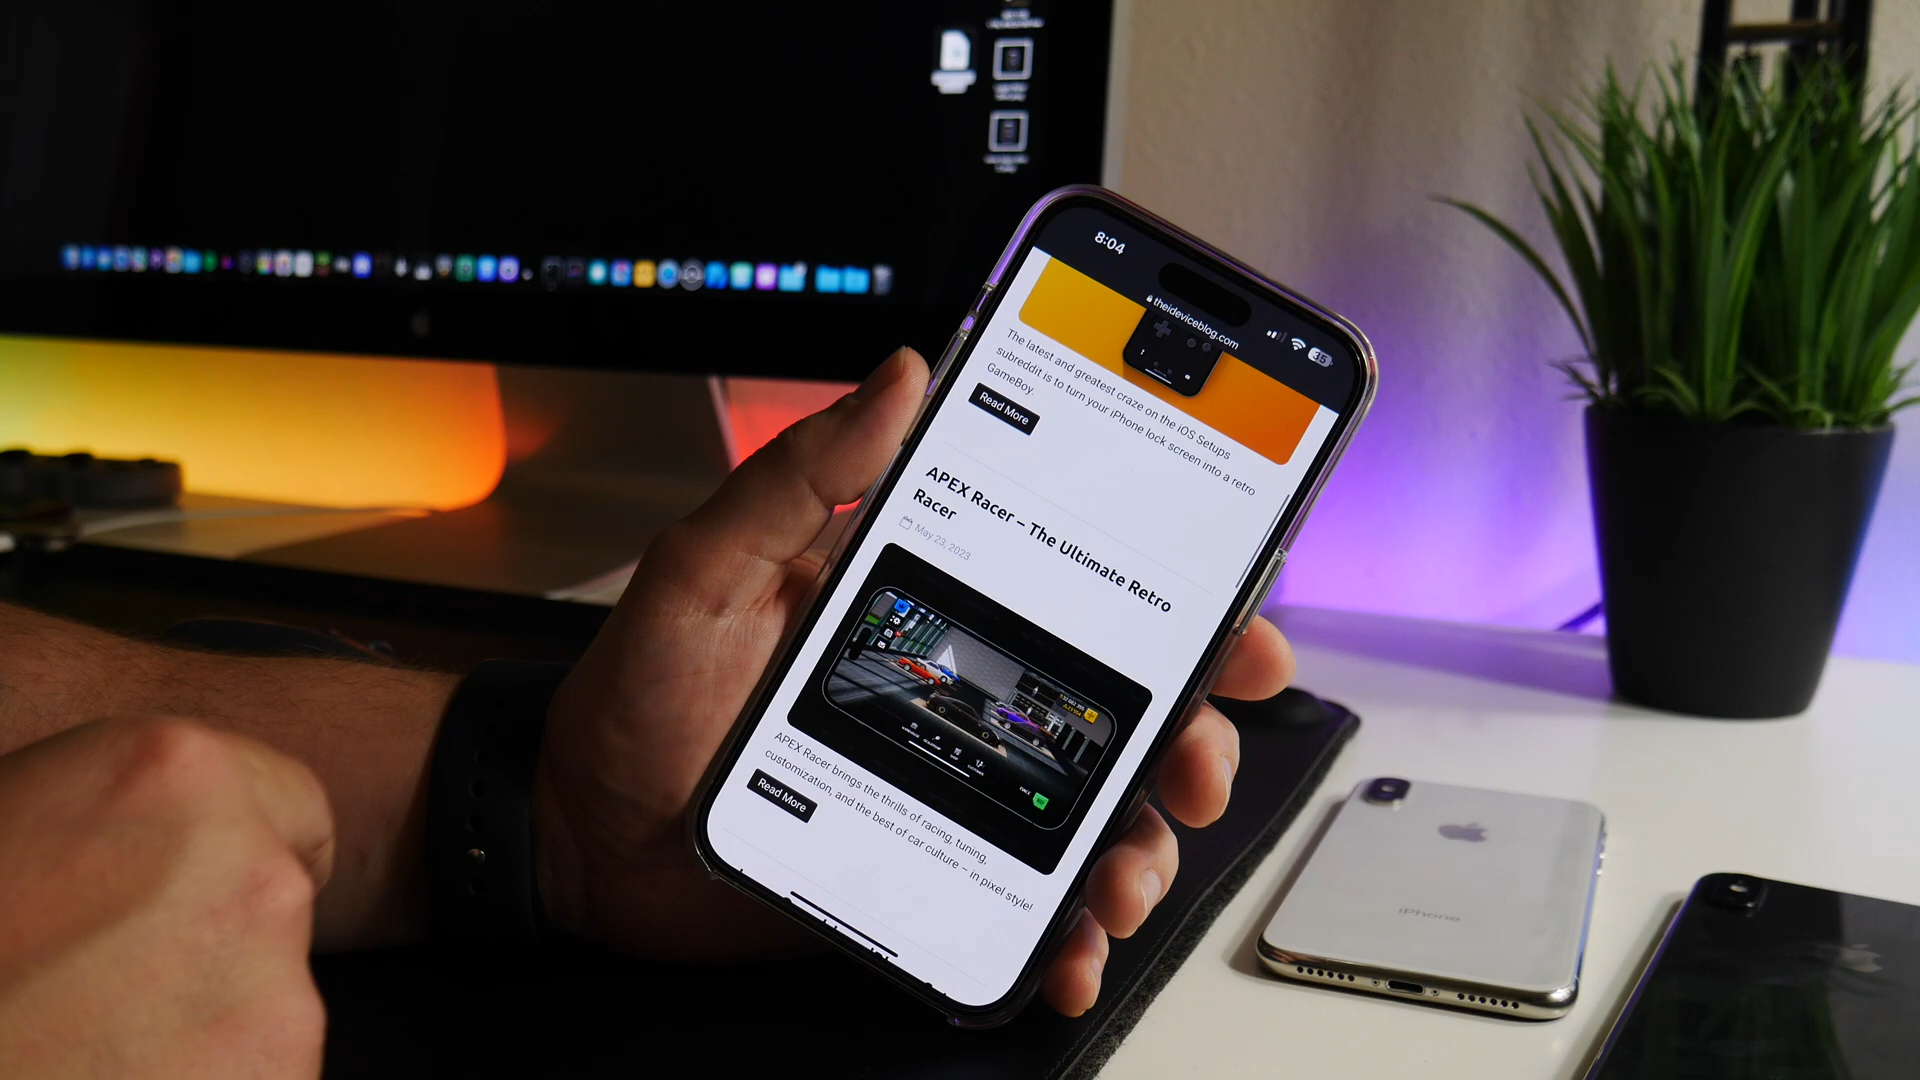 8:04
theideviceblog.com
35
The latest and greatest craze on the iOS Setups
subreddit is to turn your iPhone lock screen into a retro
GameBoy.
Read More
APEX Racer – The Ultimate Retro
Racer
May 23, 2023
APEX Racer brings the thrills of racing, tuning,
customization, and the best of car culture – in pixel style!
Read More
iPhone